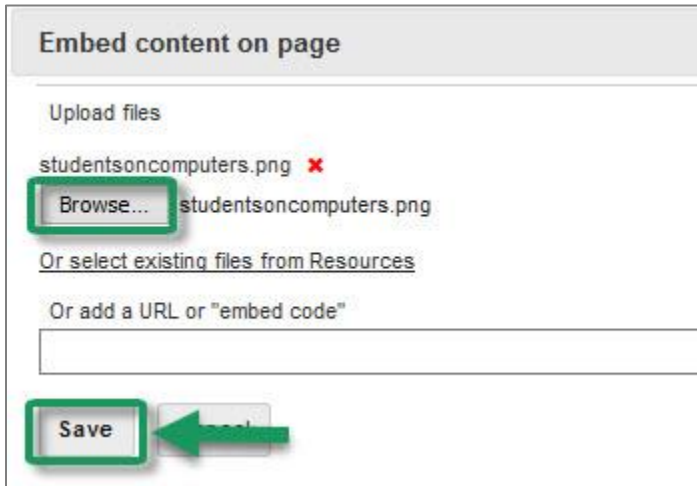 Embed content on page
Upload files
studentsoncomputers.png ✖
Browse... studentsoncomputers.png
Or select existing files from Resources
Or add a URL or "embed code"
Save